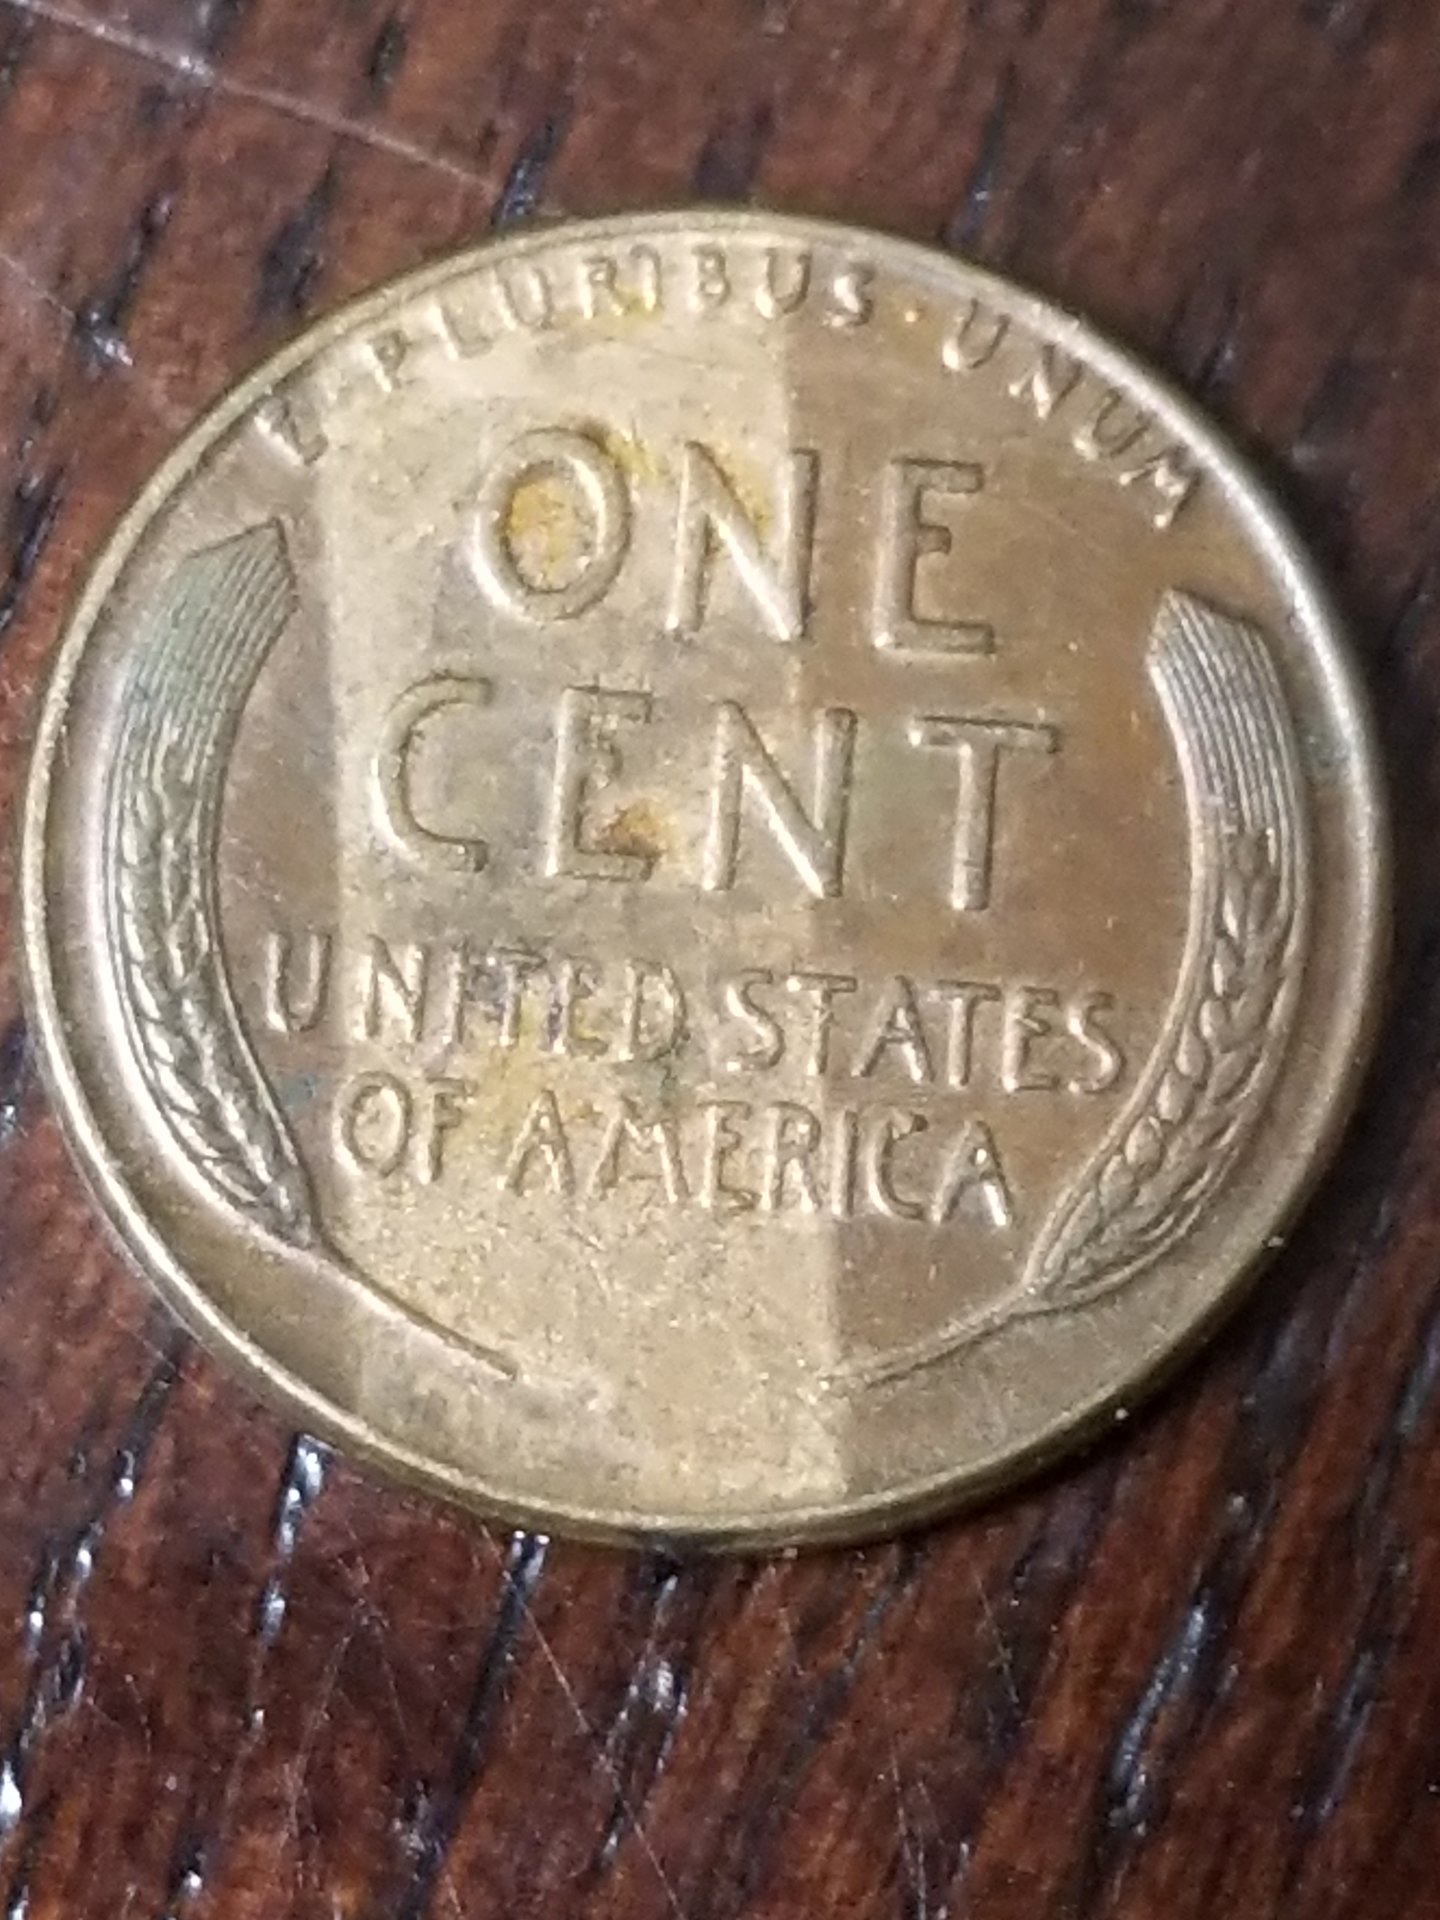 E·PLURIBUS·UNUM
ONE
CENT
UNITED STATES
OF AMERICA